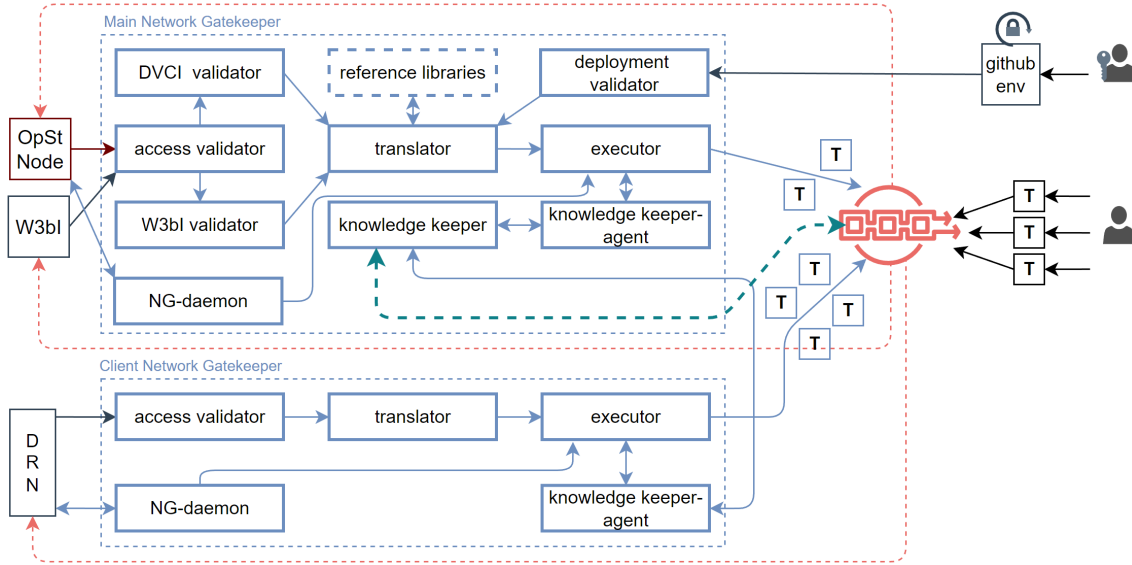 Main Network Gatekeeper
DVCI validator
reference libraries
deployment
validator
github
env
OpSt
Node
access validator
translator
executor
T
T
W3bI
W3bI validator
knowledge keeper
knowledge keeper-
agent
T
T
T
NG-daemon
T
T
T
T
Client Network Gatekeeper
D
R
N
access validator
translator
executor
NG-daemon
knowledge keeper-
agent